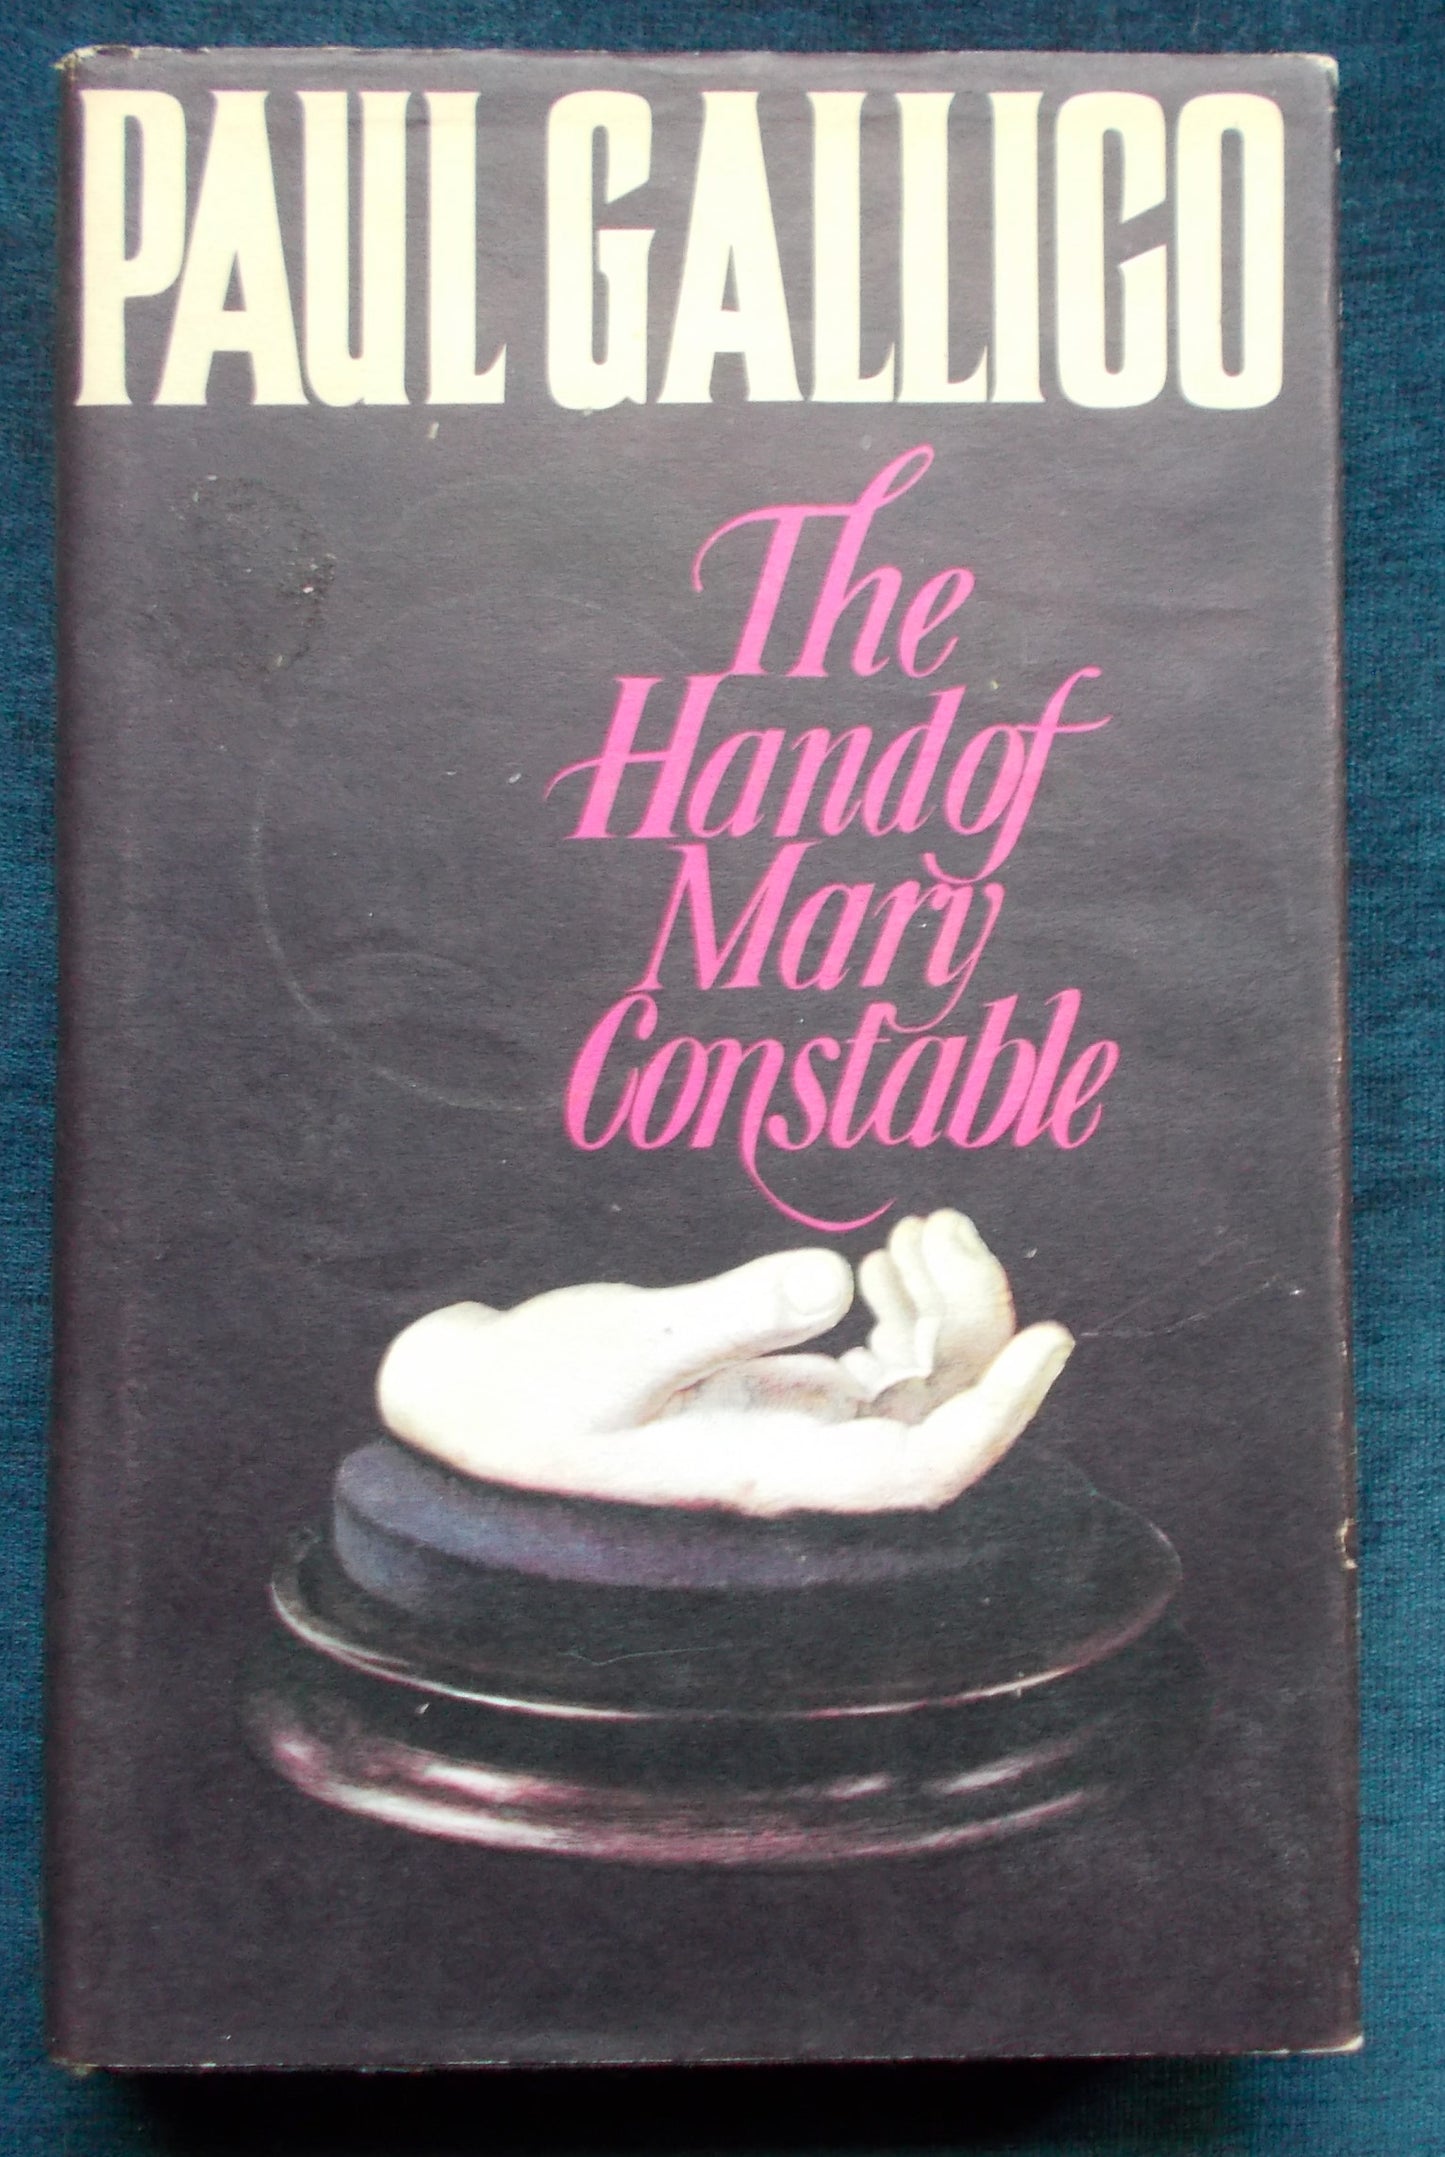 PAUL GALLICO
The
Hand of
Mary
Constable